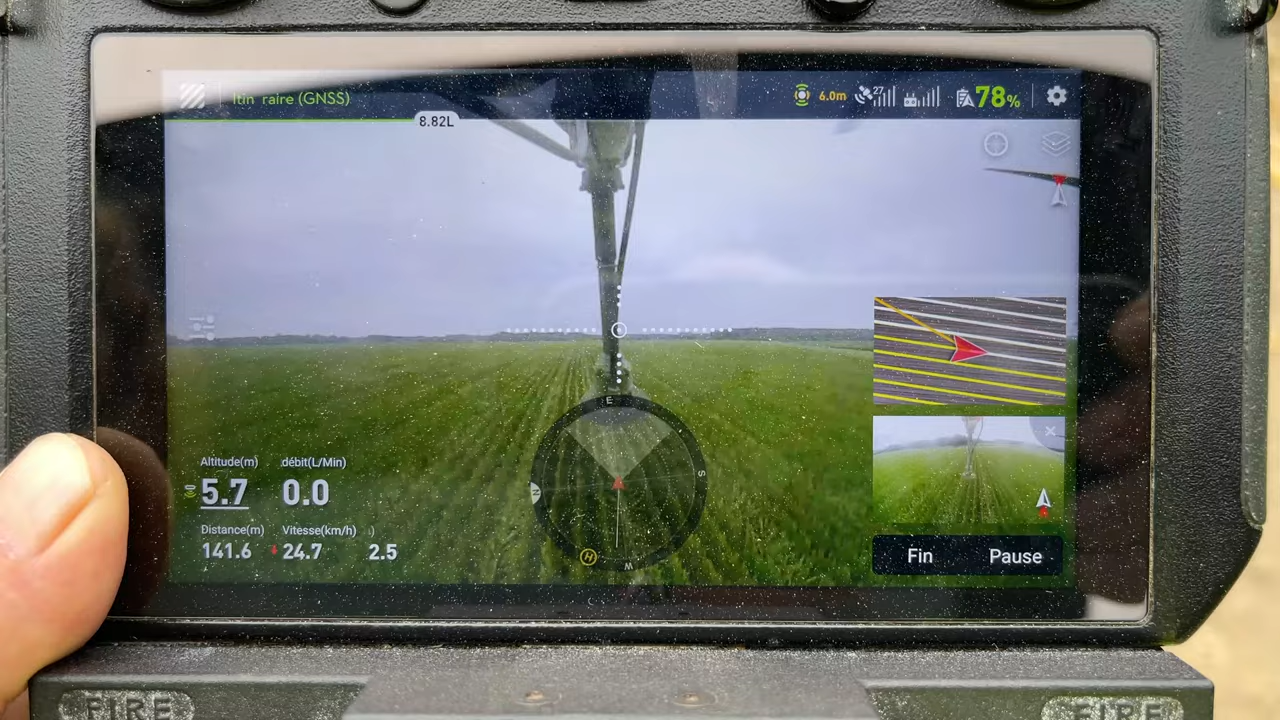 Itin raire (GNSS)
6.0m
27
78%
8.82L
E
S
N
W
H
Altitude(m) débit(L/Min)
5.7 0.0
Distance(m) Vitesse(km/h) )
141.6 24.7 2.5
Fin Pause
FIRE FIRE